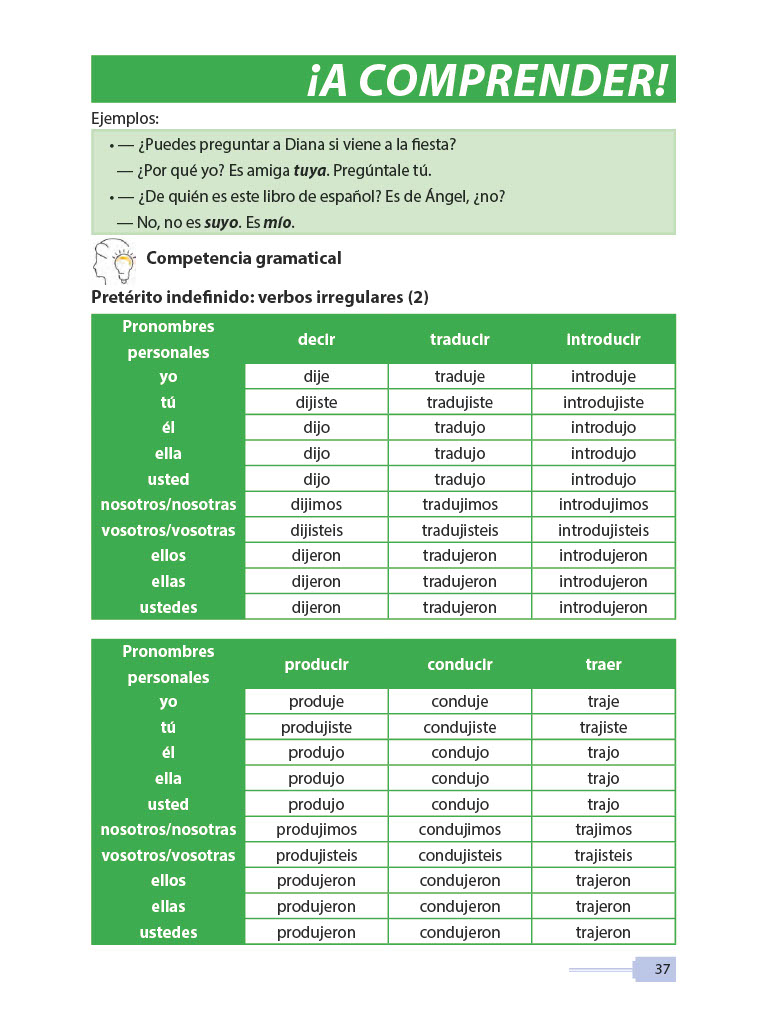 ¡A COMPRENDER!
Ejemplos:
• — ¿Puedes preguntar a Diana si viene a la fiesta?
— ¿Por qué yo? Es amiga tuya. Pregúntale tú.
• — ¿De quién es este libro de español? Es de Ángel, ¿no?
— No, no es suyo. Es mío.
Competencia gramatical
Pretérito indefinido: verbos irregulares (2)
Pronombres personales decir traducir introducir
yo dije traduje introduje
tú dijiste tradujiste introdujiste
él dijo tradujo introdujo
ella dijo tradujo introdujo
usted dijo tradujo introdujo
nosotros/nosotras dijimos tradujimos introdujimos
vosotros/vosotras dijisteis tradujisteis introdujisteis
ellos dijeron tradujeron introdujeron
ellas dijeron tradujeron introdujeron
ustedes dijeron tradujeron introdujeron
Pronombres personales producir conducir traer
yo produje conduje traje
tú produjiste condujiste trajiste
él produjo condujo trajo
ella produjo condujo trajo
usted produjo condujo trajo
nosotros/nosotras produjimos condujimos trajimos
vosotros/vosotras produjisteis condujisteis trajisteis
ellos produjeron condujeron trajeron
ellas produjeron condujeron trajeron
ustedes produjeron condujeron trajeron
37